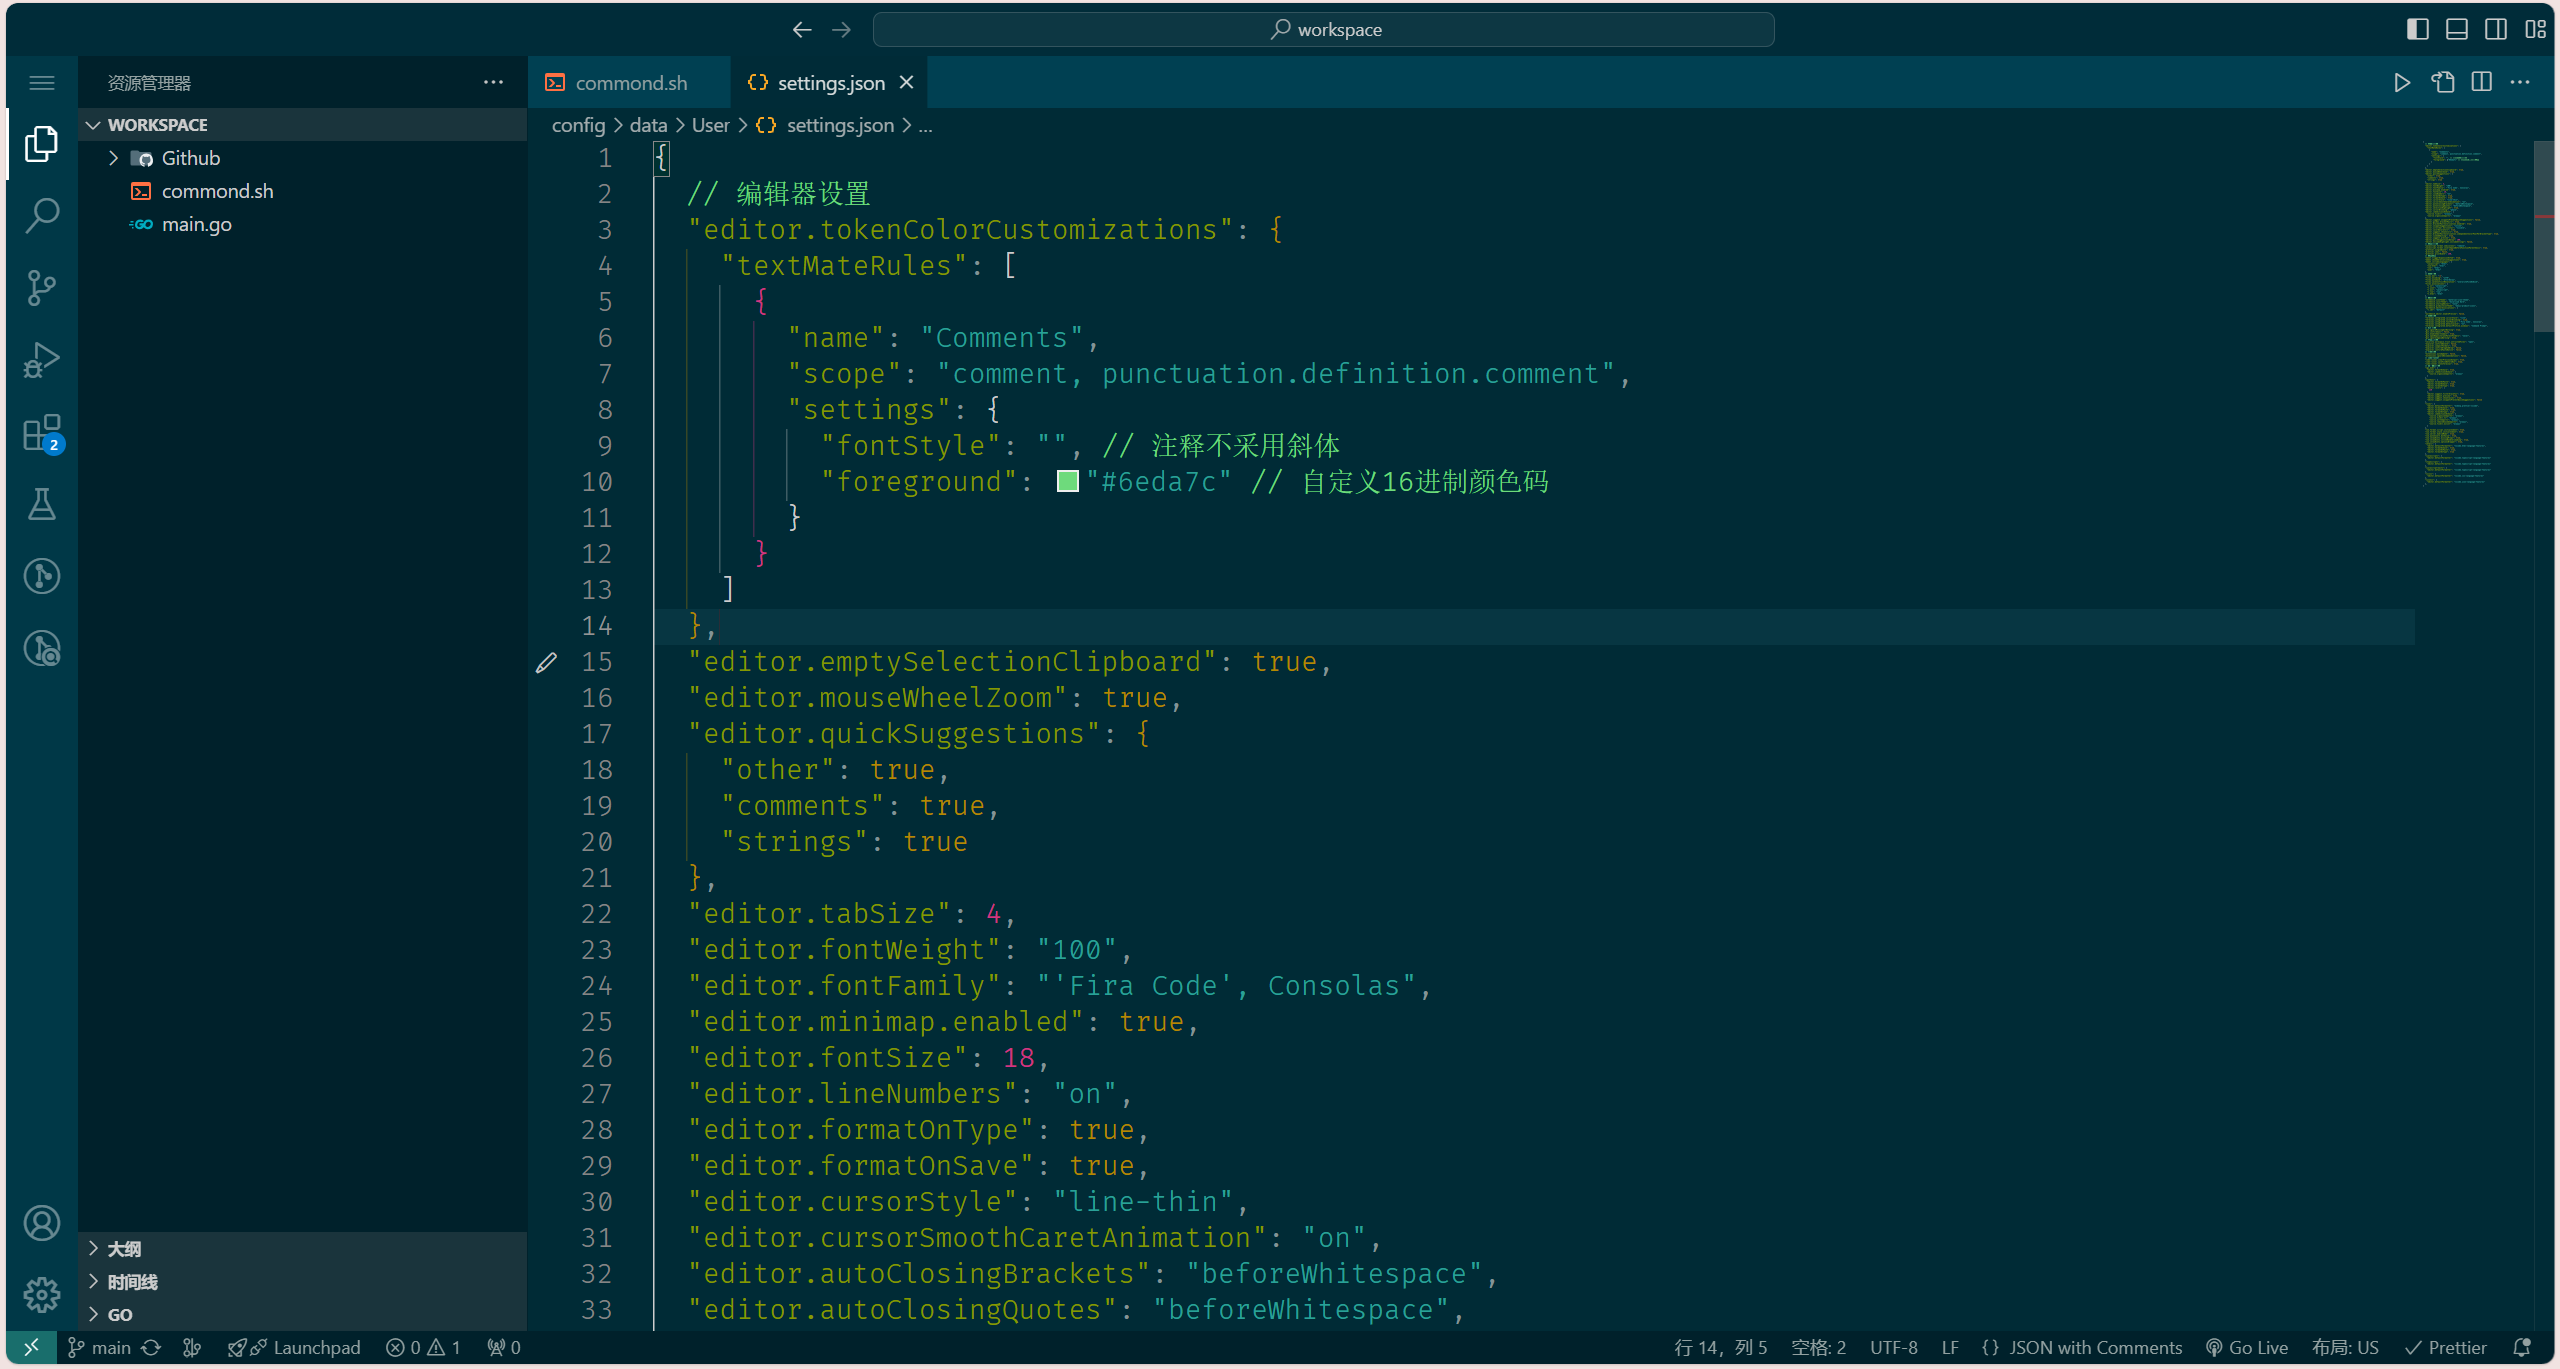 workspace
资源管理器
WORKSPACE
Github
commond.sh
main.go
大纲
时间线
GO
commond.sh
settings.json
config > data > User > {} settings.json > ...
1 {
2 // 编辑器设置
3 "editor.tokenColorCustomizations": {
4 "textMateRules": [
5 {
6 "name": "Comments",
7 "scope": "comment, punctuation.definition.comment",
8 "settings": {
9 "fontStyle": "", // 注释不采用斜体
10 "foreground": "#6eda7c" // 自定义16进制颜色码
11 }
12 }
13 ]
14 },
15 "editor.emptySelectionClipboard": true,
16 "editor.mouseWheelZoom": true,
17 "editor.quickSuggestions": {
18 "other": true,
19 "comments": true,
20 "strings": true
21 },
22 "editor.tabSize": 4,
23 "editor.fontWeight": "100",
24 "editor.fontFamily": "'Fira Code', Consolas",
25 "editor.minimap.enabled": true,
26 "editor.fontSize": 18,
27 "editor.lineNumbers": "on",
28 "editor.formatOnType": true,
29 "editor.formatOnSave": true,
30 "editor.cursorStyle": "line-thin",
31 "editor.cursorSmoothCaretAnimation": "on",
32 "editor.autoClosingBrackets": "beforeWhitespace",
33 "editor.autoClosingQuotes": "beforeWhitespace",
2
main Launchpad 0 1 0 行 14, 列 5 空格: 2 UTF-8 LF {} JSON with Comments Go Live 布局: US Prettier